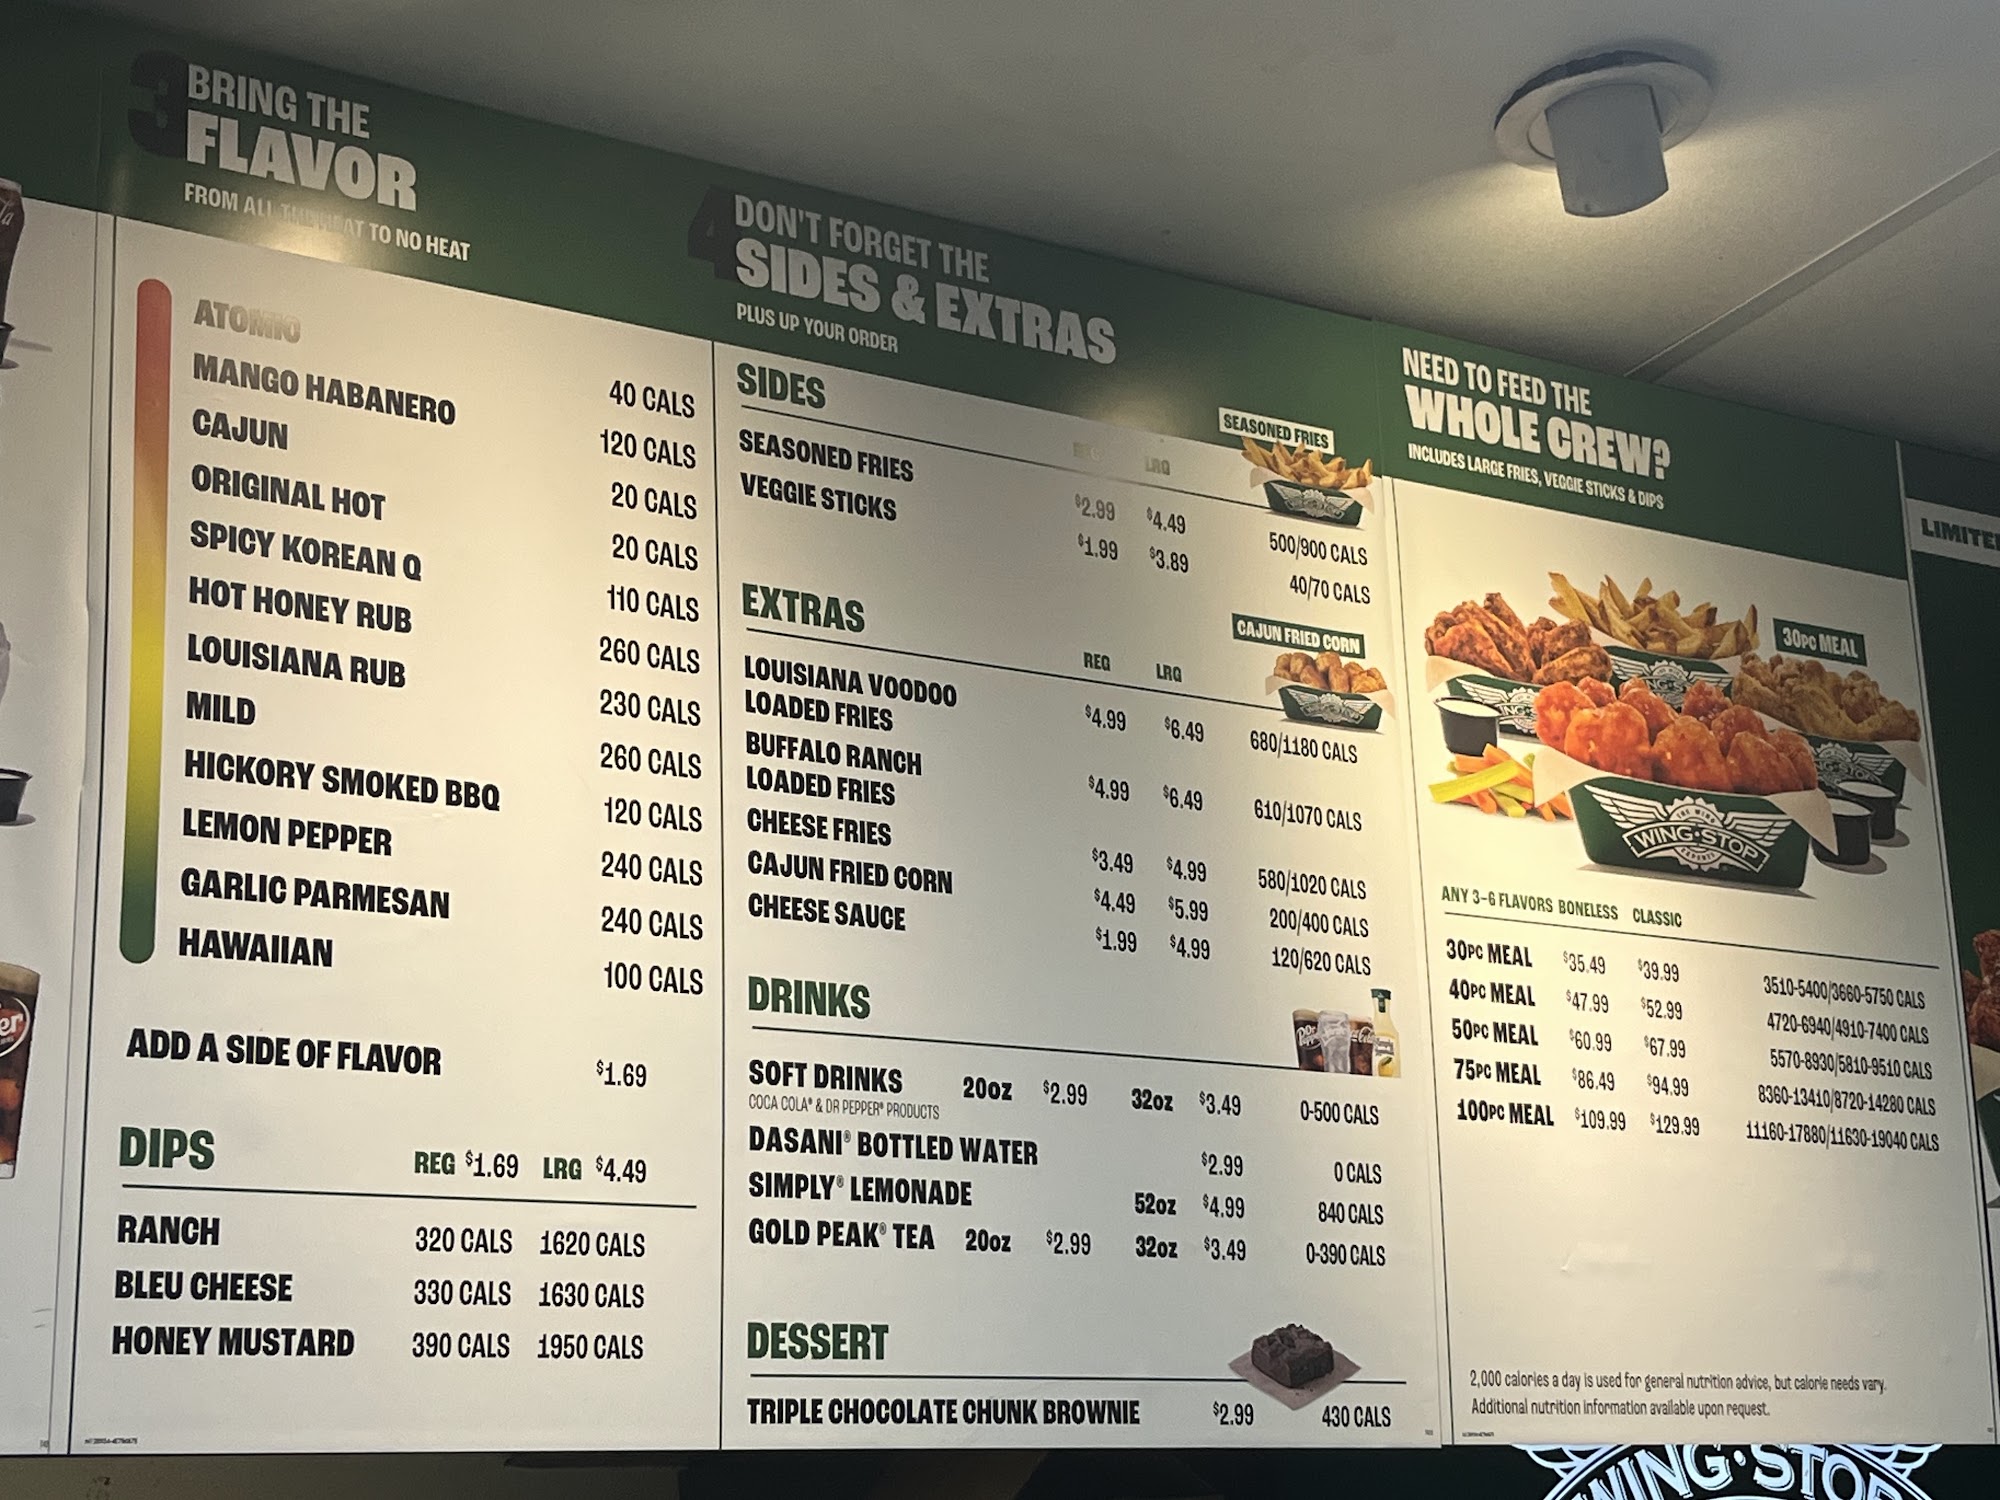 3 BRING THE
FLAVOR
FROM ALL THE HEAT TO NO HEAT
ATOMIC 40 CALS
MANGO HABANERO 120 CALS
CAJUN 20 CALS
ORIGINAL HOT 20 CALS
SPICY KOREAN Q 110 CALS
HOT HONEY RUB 260 CALS
LOUISIANA RUB 230 CALS
MILD 260 CALS
HICKORY SMOKED BBQ 120 CALS
LEMON PEPPER 240 CALS
GARLIC PARMESAN 240 CALS
HAWAIIAN 100 CALS
ADD A SIDE OF FLAVOR $1.69
DIPS REG $1.69 LRG $4.49
RANCH 320 CALS 1620 CALS
BLEU CHEESE 330 CALS 1630 CALS
HONEY MUSTARD 390 CALS 1950 CALS
4 DON'T FORGET THE
SIDES & EXTRAS
PLUS UP YOUR ORDER
SIDES
REG LRG
SEASONED FRIES
SEASONED FRIES $2.99 $4.49 500/900 CALS
VEGGIE STICKS $1.99 $3.89 40/70 CALS
EXTRAS
REG LRG
CAJUN FRIED CORN
LOUISIANA VOODOO
LOADED FRIES $4.99 $6.49 680/1180 CALS
BUFFALO RANCH
LOADED FRIES $4.99 $6.49 610/1070 CALS
CHEESE FRIES $3.49 $4.99 580/1020 CALS
CAJUN FRIED CORN $4.49 $5.99 200/400 CALS
CHEESE SAUCE $1.99 $4.99 120/620 CALS
DRINKS
SOFT DRINKS 20oz $2.99 32oz $3.49 0-500 CALS
COCA COLA® & DR PEPPER® PRODUCTS
DASANI® BOTTLED WATER $2.99 0 CALS
SIMPLY® LEMONADE 52oz $4.99 840 CALS
GOLD PEAK® TEA 20oz $2.99 32oz $3.49 0-390 CALS
DESSERT
TRIPLE CHOCOLATE CHUNK BROWNIE $2.99 430 CALS
NEED TO FEED THE
WHOLE CREW?
INCLUDES LARGE FRIES, VEGGIE STICKS & DIPS
30PC MEAL
WING·STOP
ANY 3-6 FLAVORS BONELESS CLASSIC
30PC MEAL $35.49 $39.99 3510-5400/3660-5750 CALS
40PC MEAL $47.99 $52.99 4720-6940/4910-7400 CALS
50PC MEAL $60.99 $67.99 5570-8930/5810-9510 CALS
75PC MEAL $86.49 $94.99 8360-13410/8720-14280 CALS
100PC MEAL $109.99 $129.99 11160-17880/11630-19040 CALS
2,000 calories a day is used for general nutrition advice, but calorie needs vary.
Additional nutrition information available upon request.
LIMITE
WING·STO